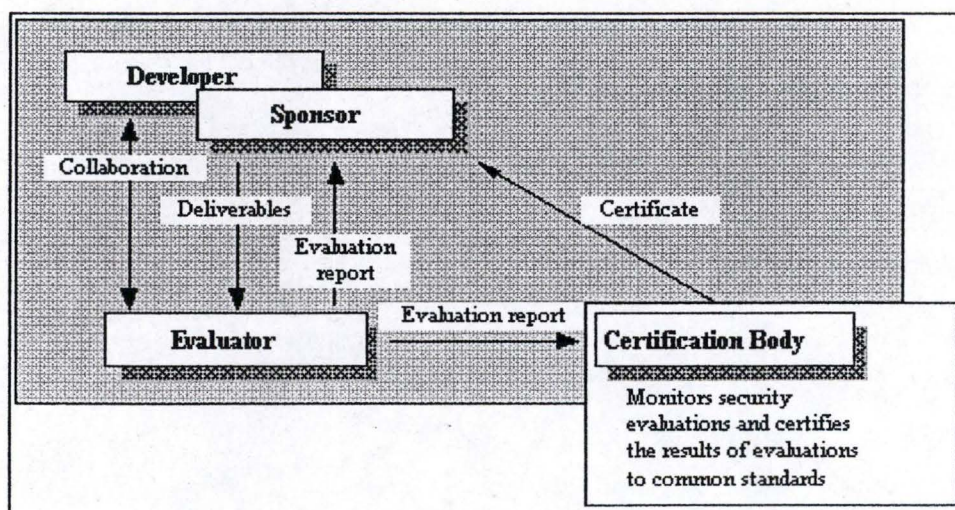 Developer
Sponsor
Collaboration
Deliverables
Certificate
Evaluation
report
Evaluation report
Evaluator
Certification Body
Monitors security
evaluations and certifies
the results of evaluations
to common standards